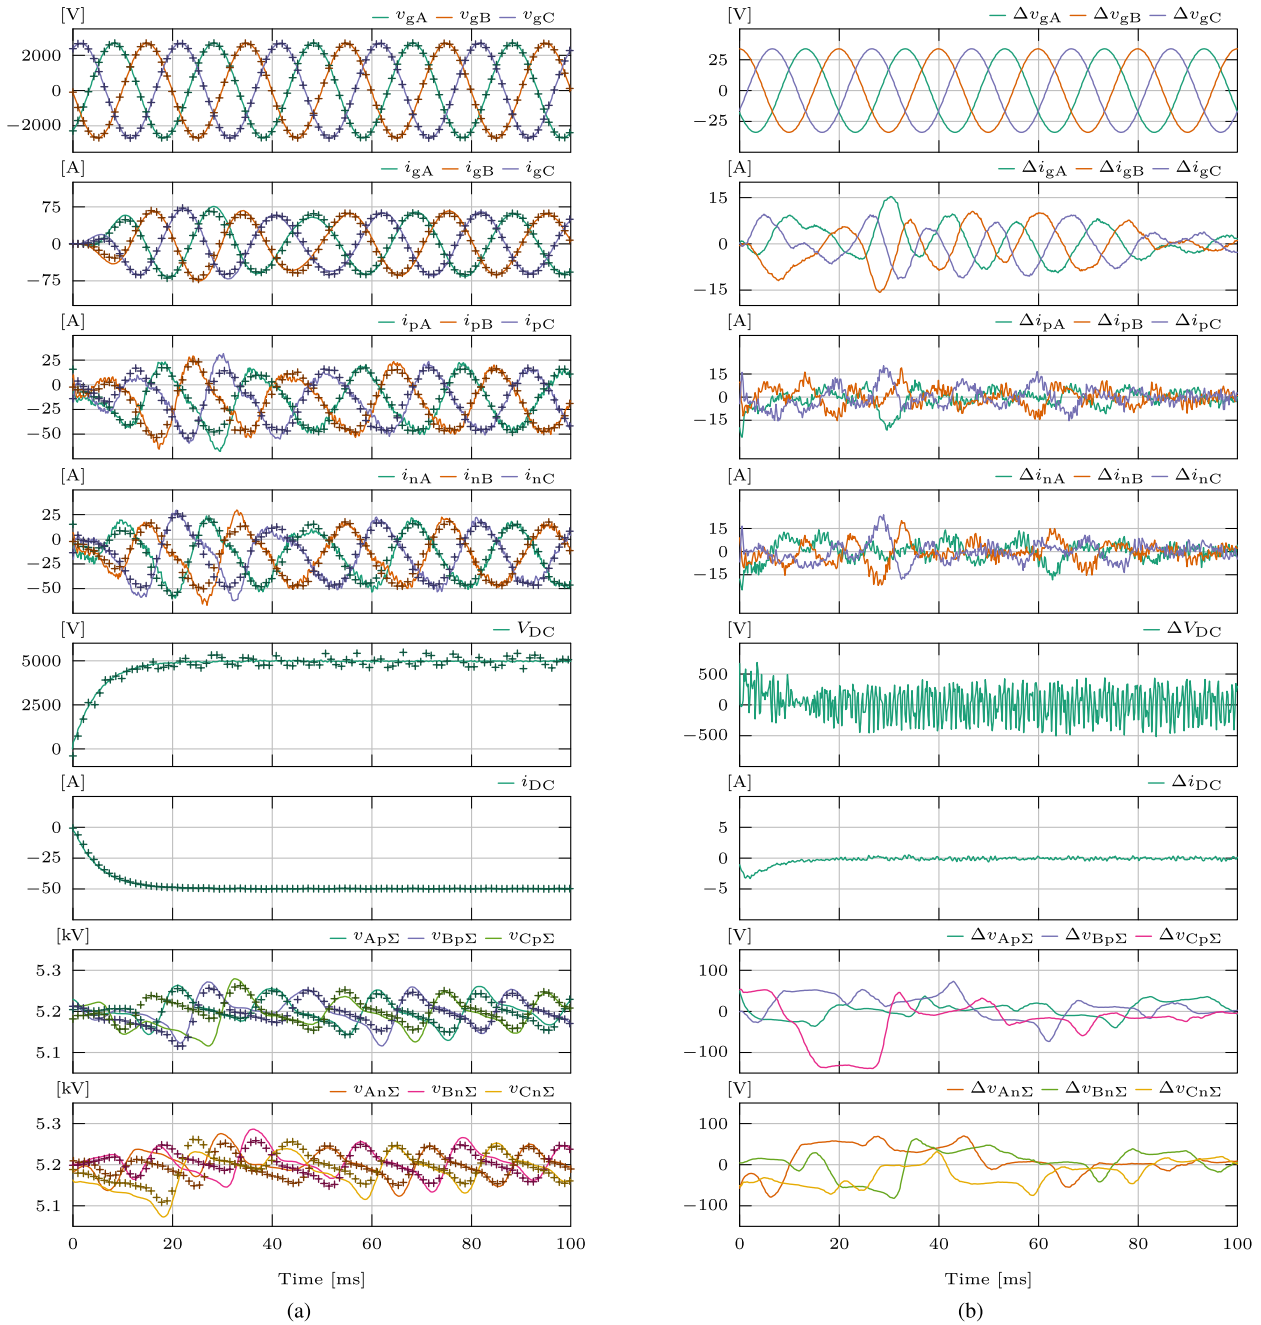 [V] v_gA v_gB v_gC
2000
0
−2000
[A] i_gA i_gB i_gC
75
0
−75
[A] i_pA i_pB i_pC
25
0
−25
−50
[A] i_nA i_nB i_nC
25
0
−25
−50
[V] V_DC
5000
2500
0
[A] i_DC
0
−25
−50
[kV] v_ApΣ v_BpΣ v_CpΣ
5.3
5.2
5.1
[kV] v_AnΣ v_BnΣ v_CnΣ
5.3
5.2
5.1
0 20 40 60 80 100
Time [ms]
(a)
[V] Δv_gA Δv_gB Δv_gC
25
0
−25
[A] Δi_gA Δi_gB Δi_gC
15
0
−15
[A] Δi_pA Δi_pB Δi_pC
15
0
−15
[A] Δi_nA Δi_nB Δi_nC
15
0
−15
[V] ΔV_DC
500
0
−500
[A] Δi_DC
5
0
−5
[V] Δv_ApΣ Δv_BpΣ Δv_CpΣ
100
0
−100
[V] Δv_AnΣ Δv_BnΣ Δv_CnΣ
100
0
−100
0 20 40 60 80 100
Time [ms]
(b)